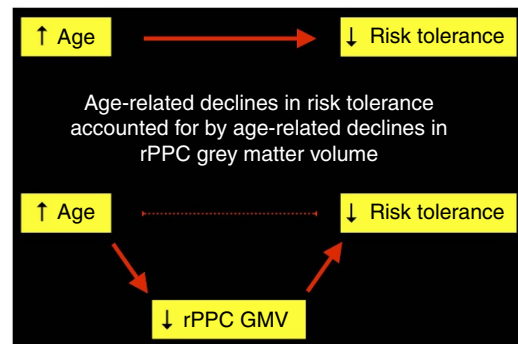 ↑ Age ↓ Risk tolerance
Age-related declines in risk tolerance
accounted for by age-related declines in
rPPC grey matter volume
↑ Age ↓ Risk tolerance
↓ rPPC GMV